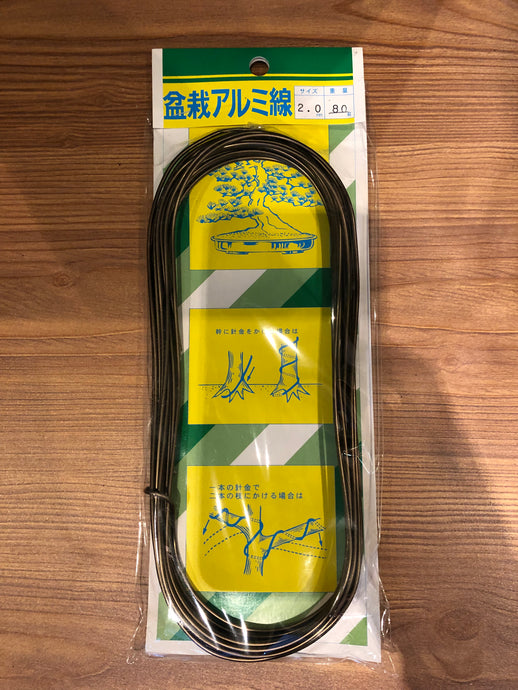 盆栽アルミ線
サイズ 重量
2.0 80
幹に針金をかける場合は
一本の針金で
二本の枝にかける場合は